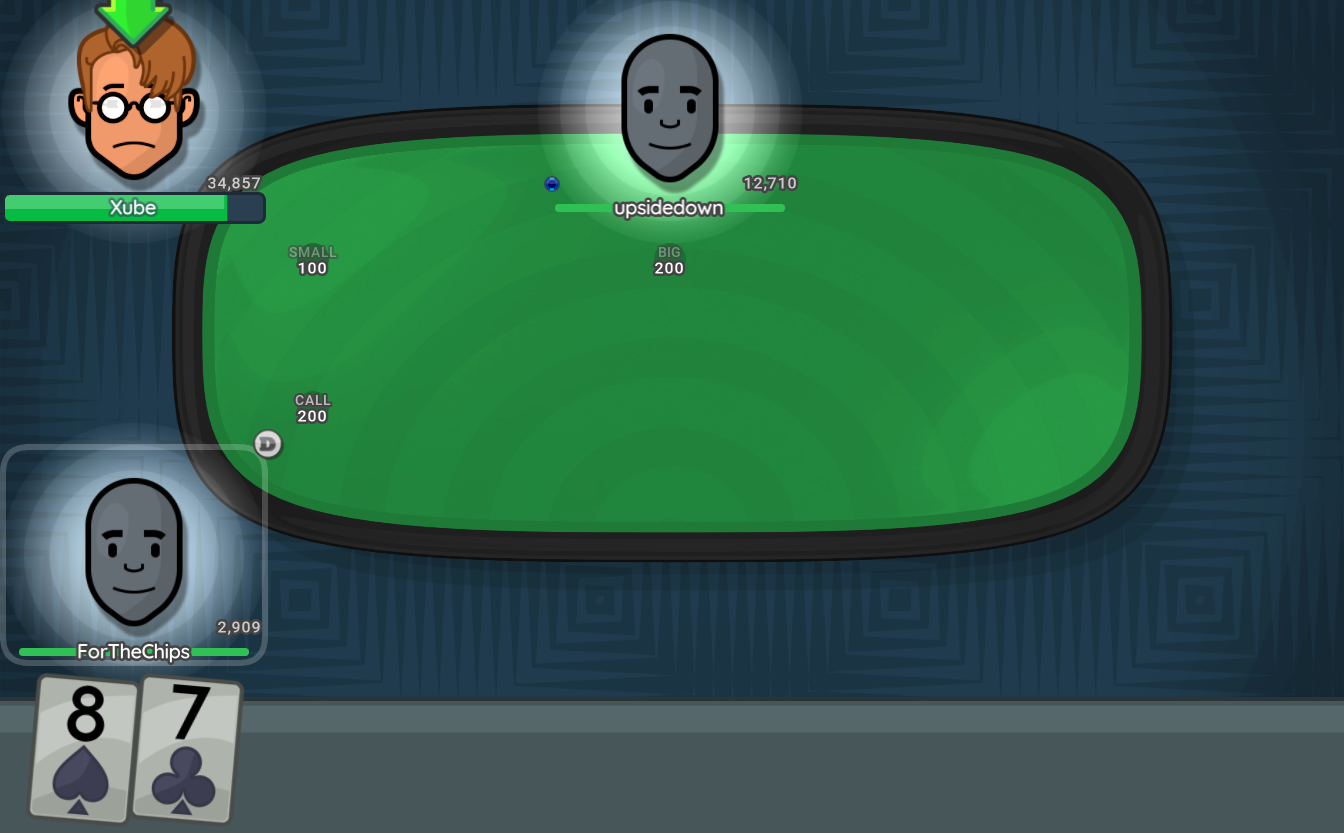 34,857
Xube
12,710
upsidedown
SMALL
100
BIG
200
CALL
200
D
2,909
ForTheChips
8 7